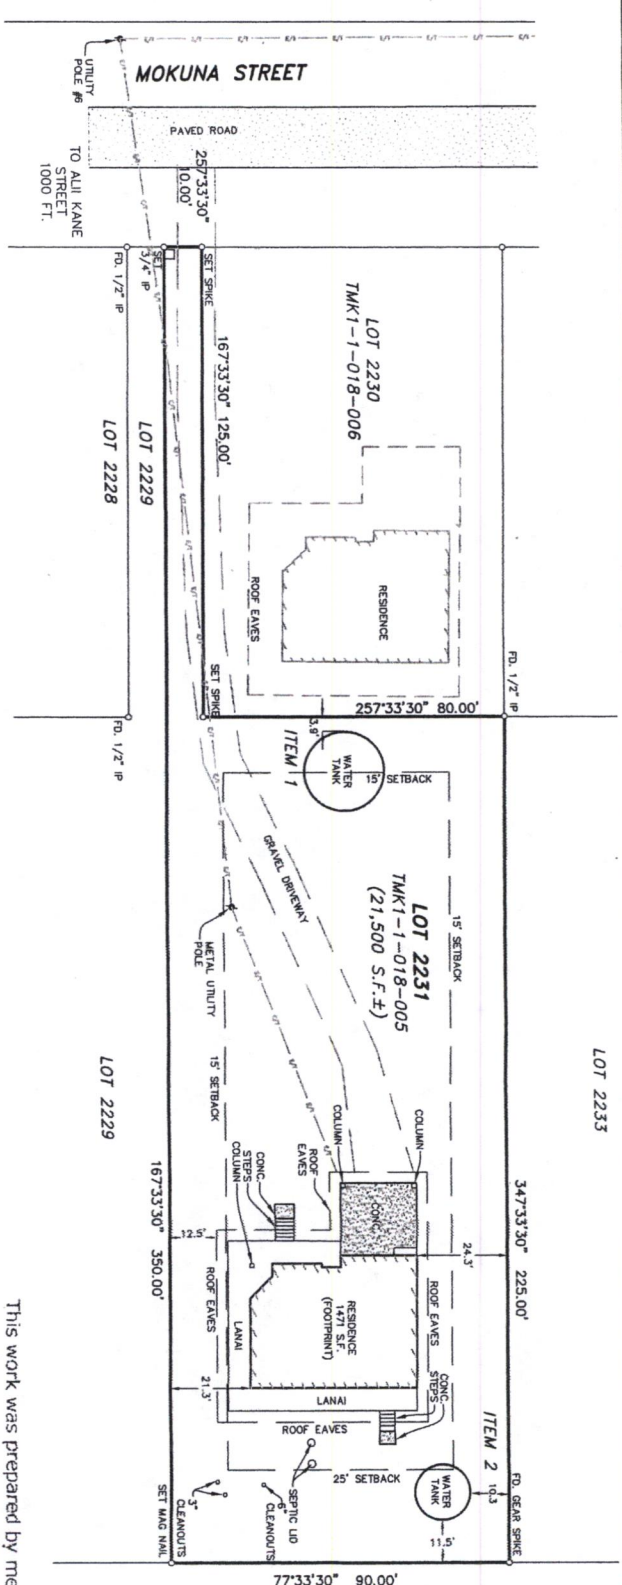 MOKUNA STREET
UTILITY
POLE #6
PAVED ROAD
TO ALII KANE
STREET
1000 FT.
257°33'30"
10.00'
SET
3/4" IP
FD. 1/2" IP
SET SPIKE
167°33'30" 125.00'
LOT 2230
TMK1-1-018-006
LOT 2229
LOT 2228
ROOF EAVES
RESIDENCE
FD. 1/2" IP
SET SPIKE
FD. 1/2" IP
257°33'30" 80.00'
3.9'
ITEM 1
WATER
TANK
15' SETBACK
GRAVEL DRIVEWAY
LOT 2231
TMK1-1-018-005
(21,500 S.F.±)
15' SETBACK
METAL UTILITY
POLE
15' SETBACK
LOT 2229
LOT 2233
COLUMN
COLUMN
ROOF
EAVES
CONC.
STEPS
COLUMN
CONC.
167°33'30" 350.00'
347°33'30" 225.00'
12.5'
24.3'
ROOF EAVES
ROOF EAVES
LANAI
RESIDENCE
1471 S.F.
(FOOTPRINT)
21.3'
LANAI
CONC.
STEPS
ROOF EAVES
ITEM 2
25' SETBACK
SEPTIC LID
6"
CLEANOUTS
3"
CLEANOUTS
WATER
TANK
10.3
11.5'
FD. GEAR SPIKE
SET MAG NAIL
77°33'30" 90.00'
This work was prepared by me